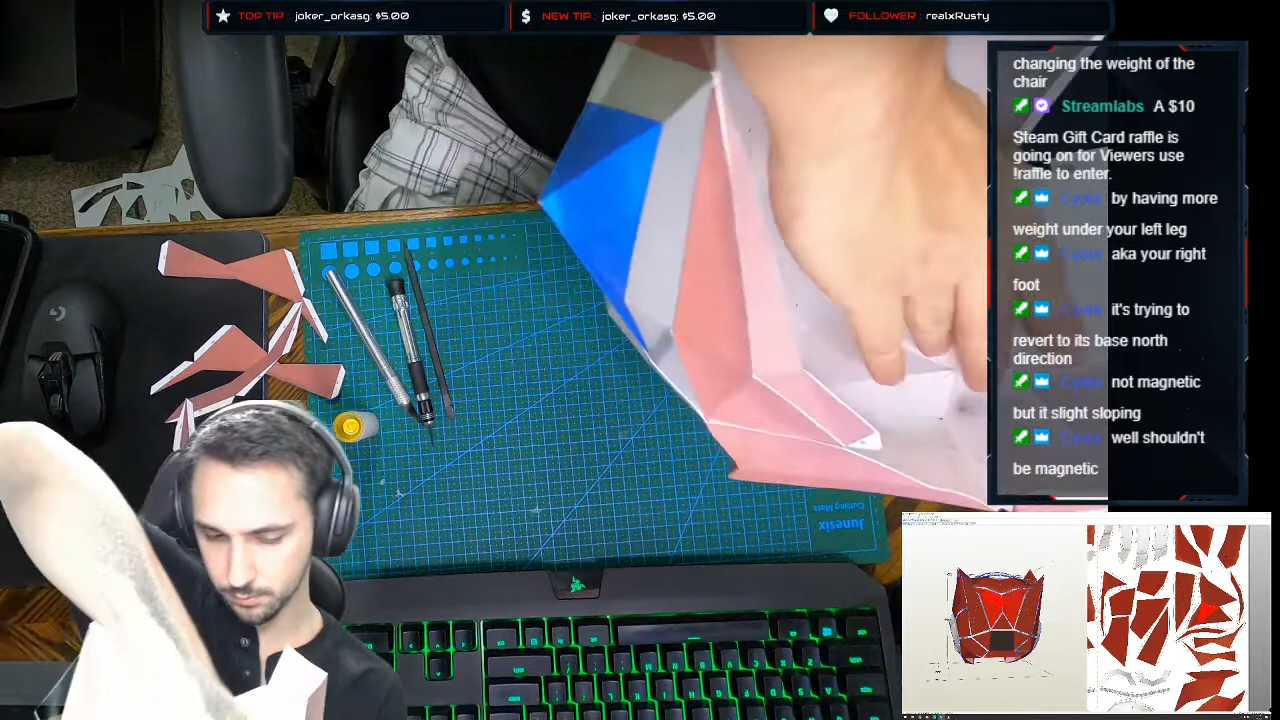 TOP TIP : joker_orkasg: $5.00
NEW TIP : joker_orkasg: $5.00
FOLLOWER : realxRusty
changing the weight of the
chair
Streamlabs A $10
Steam Gift Card raffle is
going on for Viewers use
!raffle to enter.
by having more
weight under your left leg
aka your right
foot
it's trying to
revert to its base north
direction
not magnetic
but it slight sloping
well shouldn't
be magnetic
Junesix
Cutting Mats